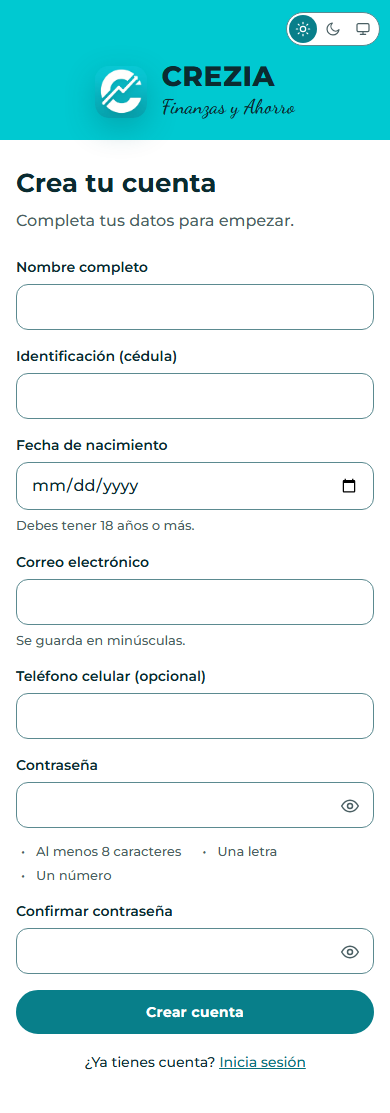 CREZIA
Finanzas y Ahorro
Crea tu cuenta
Completa tus datos para empezar.
Nombre completo
Identificación (cédula)
Fecha de nacimiento
mm/dd/yyyy
Debes tener 18 años o más.
Correo electrónico
Se guarda en minúsculas.
Teléfono celular (opcional)
Contraseña
• Al menos 8 caracteres • Una letra
• Un número
Confirmar contraseña
Crear cuenta
¿Ya tienes cuenta? Inicia sesión